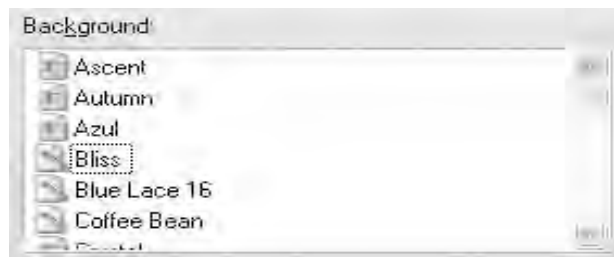 Background:
Ascent
Autumn
Azul
Bliss
Blue Lace 16
Coffee Bean